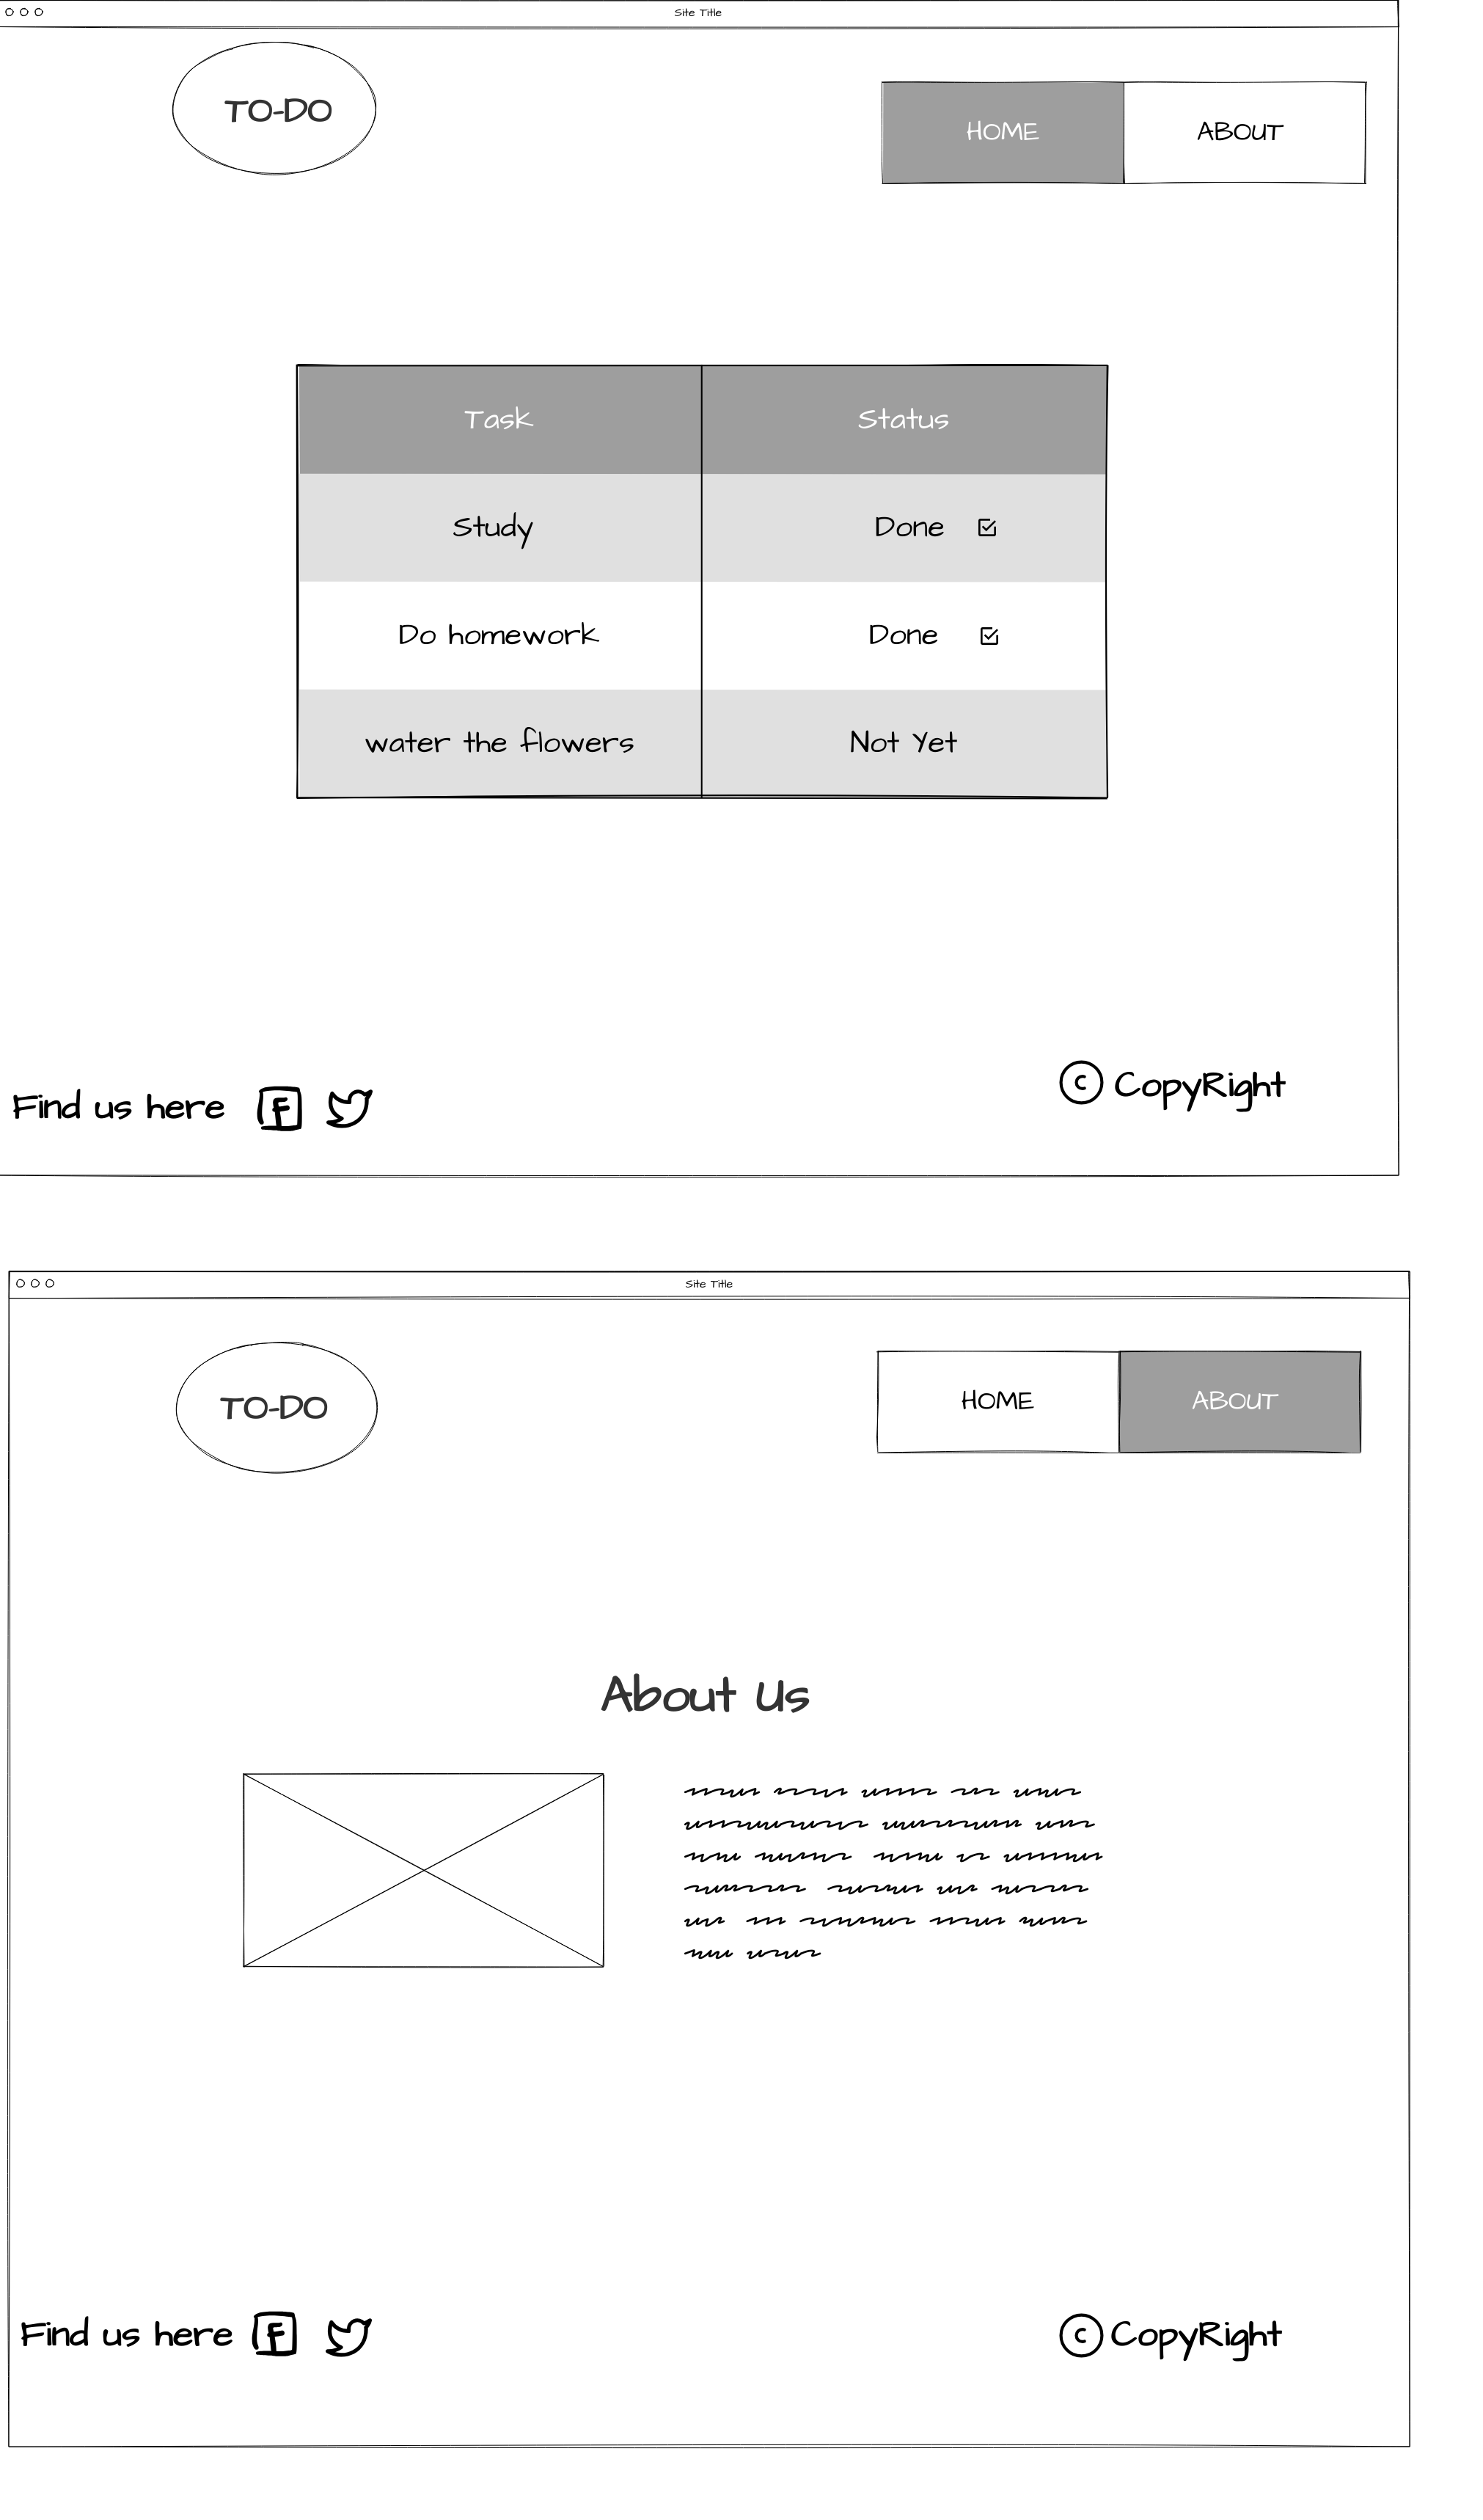 Site Title
TO-DO
HOME ABOUT
Task Status
Study Done
Do homework Done
water the flowers Not Yet
Find us here
© CopyRight
Site Title
TO-DO
HOME ABOUT
About Us
Find us here
© CopyRight